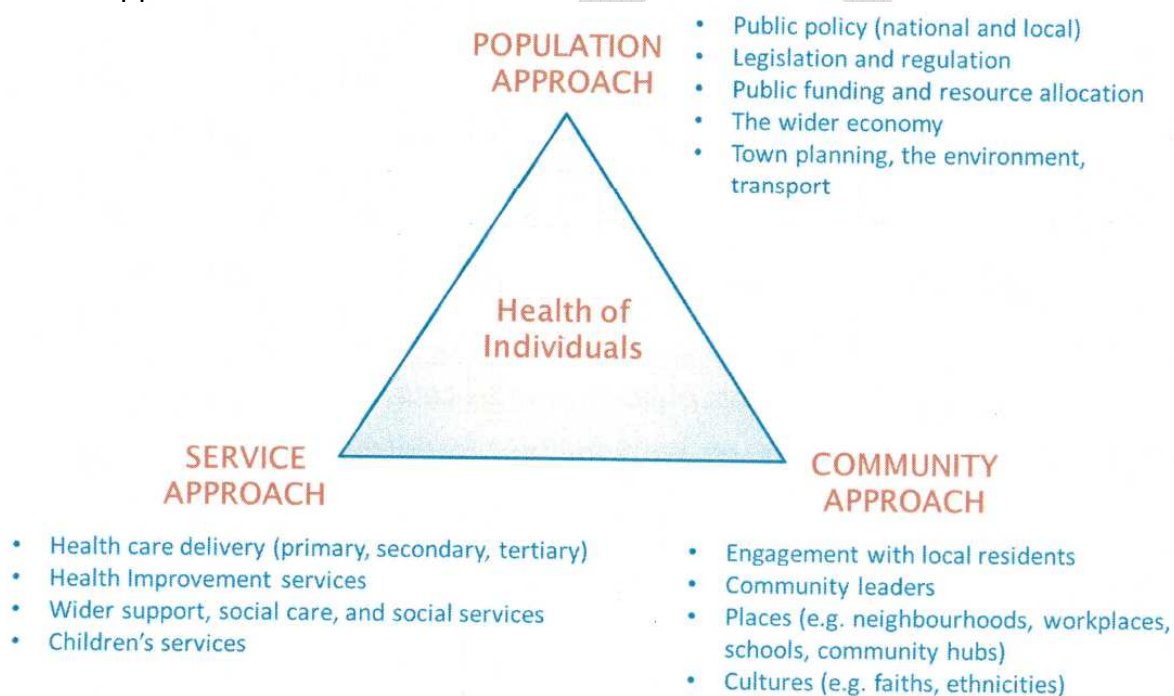 POPULATION
APPROACH
• Public policy (national and local)
• Legislation and regulation
• Public funding and resource allocation
• The wider economy
• Town planning, the environment,
transport
Health of
Individuals
SERVICE
APPROACH
• Health care delivery (primary, secondary, tertiary)
• Health Improvement services
• Wider support, social care, and social services
• Children's services
COMMUNITY
APPROACH
• Engagement with local residents
• Community leaders
• Places (e.g. neighbourhoods, workplaces,
schools, community hubs)
• Cultures (e.g. faiths, ethnicities)